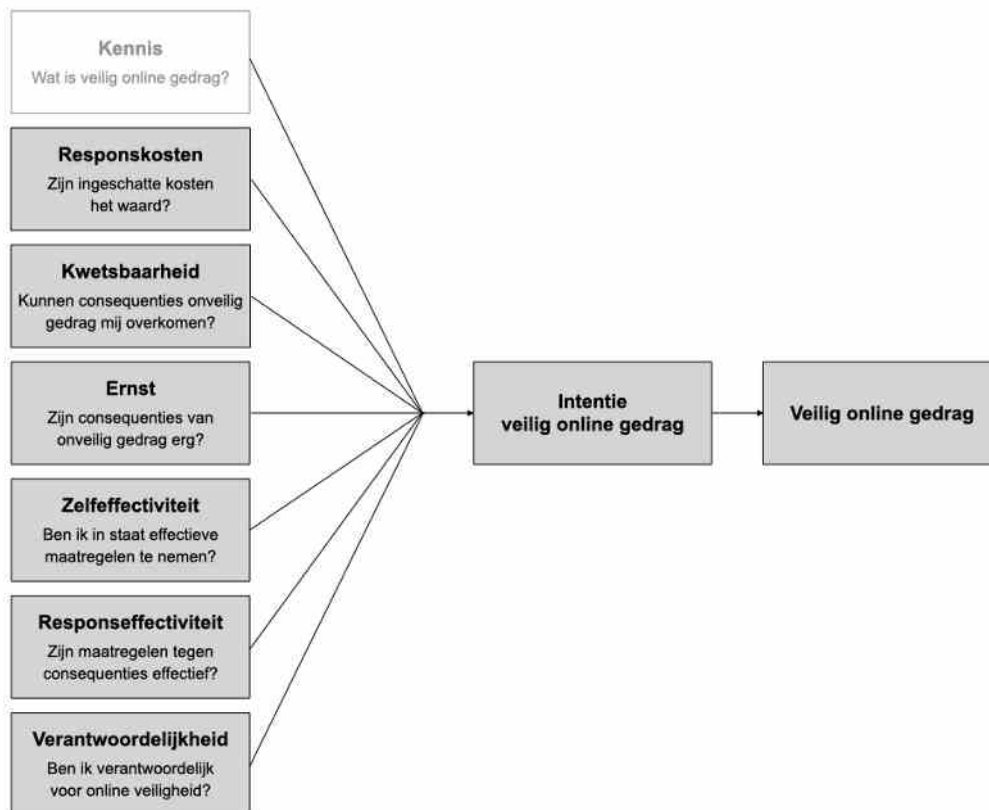 Kennis
Wat is veilig online gedrag?
Responskosten
Zijn ingeschatte kosten
het waard?
Kwetsbaarheid
Kunnen consequenties onveilig
gedrag mij overkomen?
Ernst
Zijn consequenties van
onveilig gedrag erg?
Zelfeffectiviteit
Ben ik in staat effectieve
maatregelen te nemen?
Responseffectiviteit
Zijn maatregelen tegen
consequenties effectief?
Verantwoordelijkheid
Ben ik verantwoordelijk
voor online veiligheid?
Intentie
veilig online gedrag
Veilig online gedrag